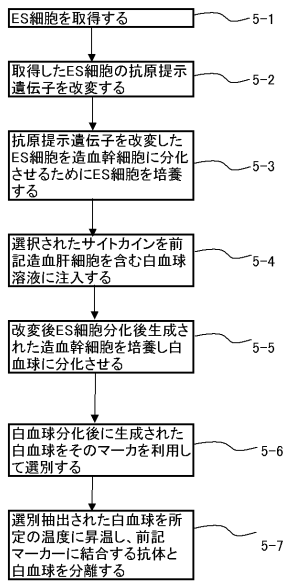 ES細胞を取得する
5-1
取得したES細胞の抗原提示
遺伝子を改変する
5-2
抗原提示遺伝子を改変した
ES細胞を造血幹細胞に分化
させるためにES細胞を培養
する
5-3
選択されたサイトカインを前
記造血肝細胞を含む白血球
溶液に注入する
5-4
改変後ES細胞分化後生成さ
れた造血幹細胞を培養し白
血球に分化させる
5-5
白血球分化後に生成された
白血球をそのマーカを利用し
て選別する
5-6
選別抽出された白血球を所
定の温度に昇温し、前記
マーカーに結合する抗体と
白血球を分離する
5-7